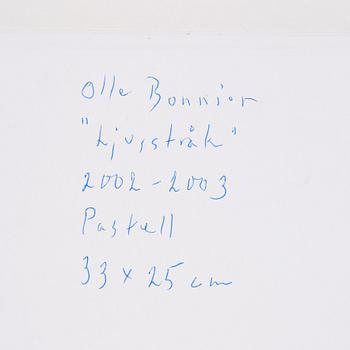 Olle Bonnier
"Ljusstråk"
2002-2003
Pastell
33 x 25 cm